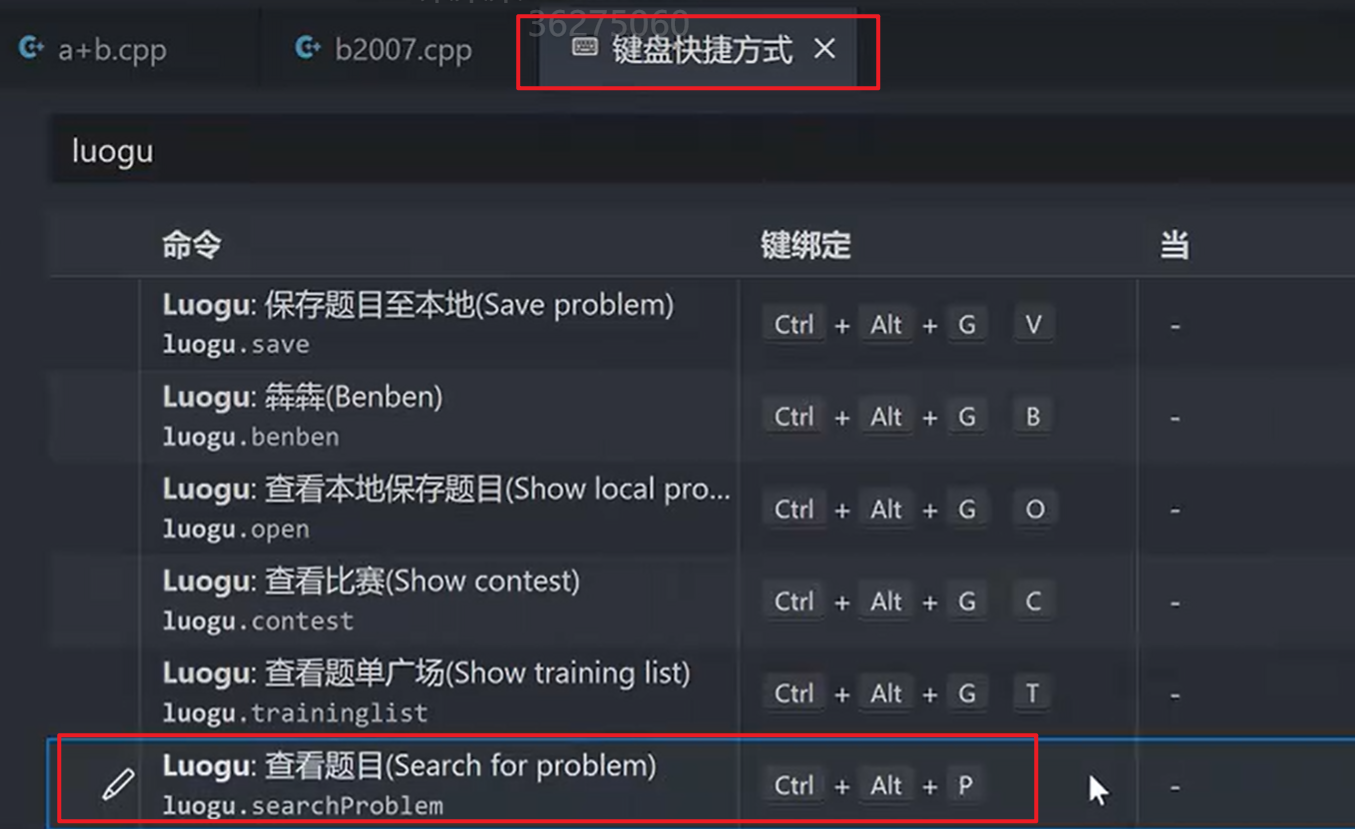 36275060
a+b.cpp b2007.cpp 键盘快捷方式
luogu
命令 键绑定 当
Luogu: 保存题目至本地(Save problem)
luogu.save
Ctrl + Alt + G V -
Luogu: 犇犇(Benben)
luogu.benben
Ctrl + Alt + G B -
Luogu: 查看本地保存题目(Show local pro...
luogu.open
Ctrl + Alt + G O -
Luogu: 查看比赛(Show contest)
luogu.contest
Ctrl + Alt + G C -
Luogu: 查看题单广场(Show training list)
luogu.traininglist
Ctrl + Alt + G T -
Luogu: 查看题目(Search for problem)
luogu.searchProblem
Ctrl + Alt + P -